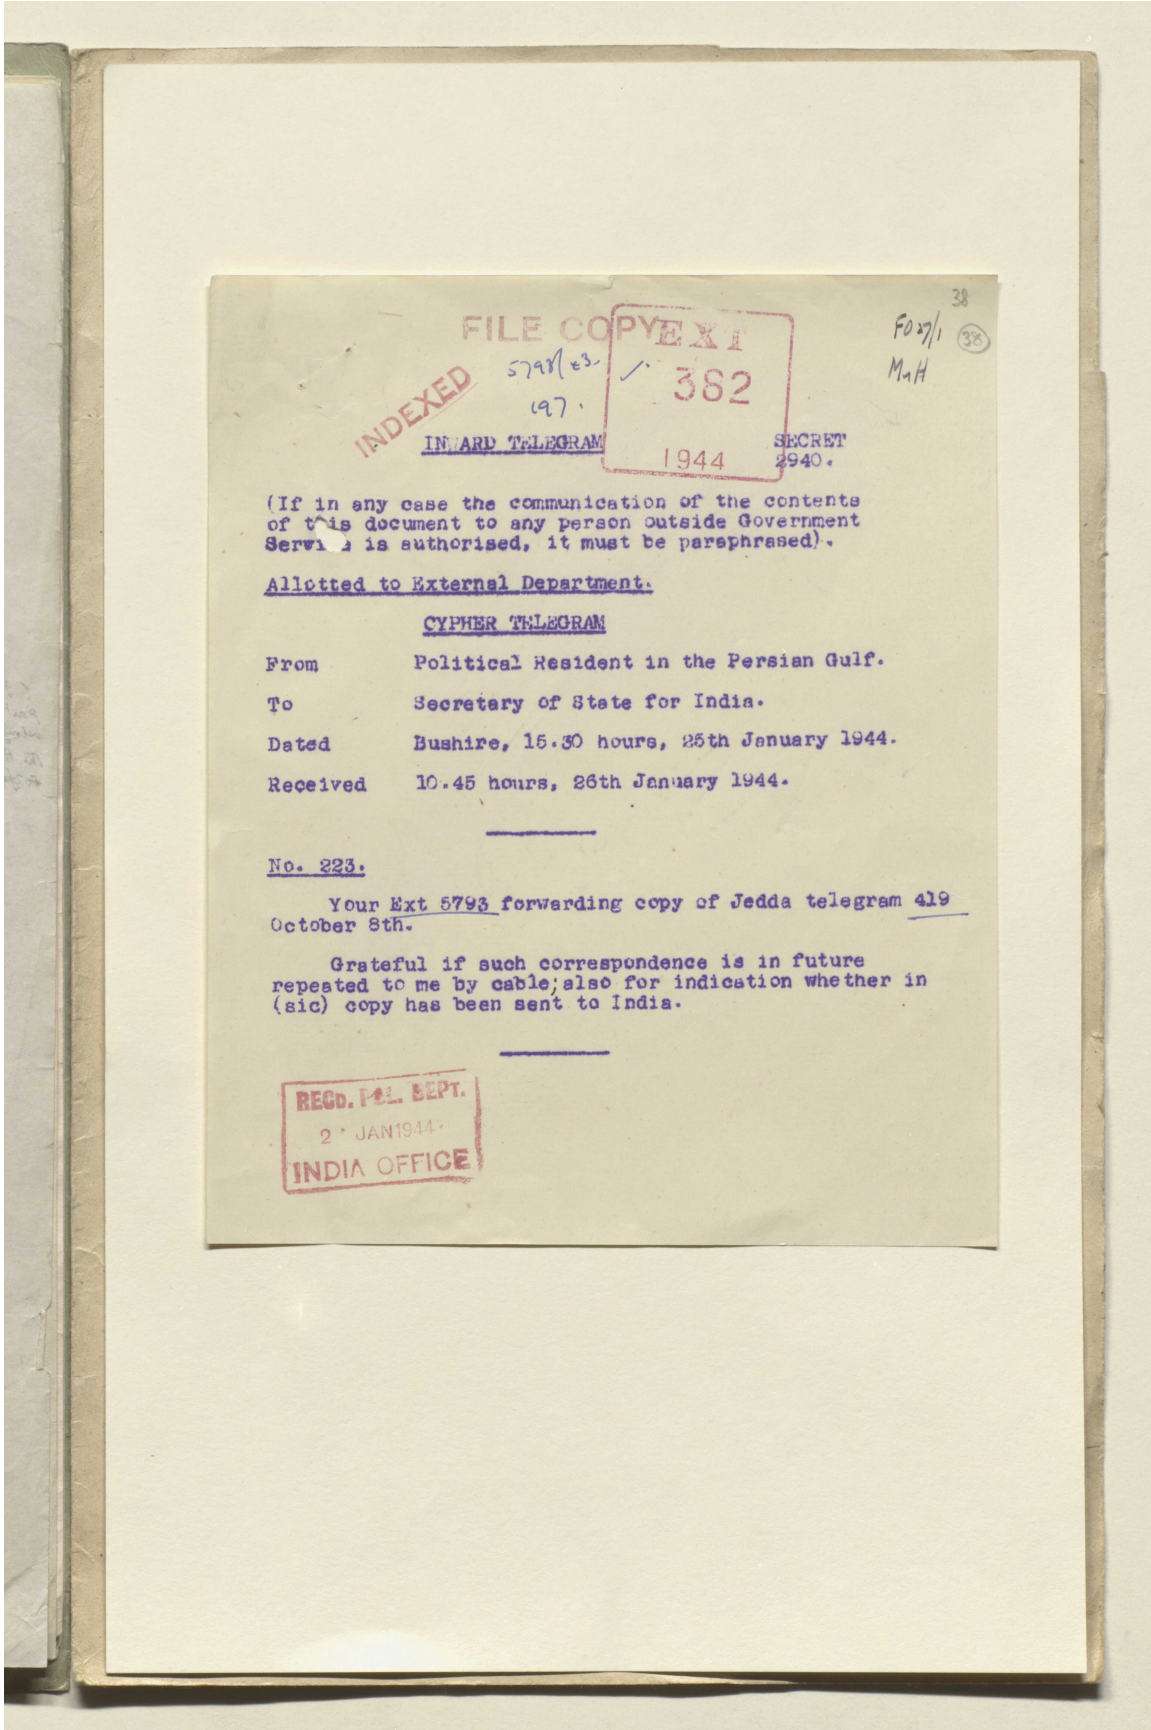 38
FILE COPY
EXT
382
1944
FO 27/1
38
5793/43.
197.
INDEXED
INWARD TELEGRAM
SECRET
2940.
(If in any case the communication of the contents
of this document to any person outside Government
Service is authorised, it must be paraphrased).
Allotted to External Department.
CYPHER TELEGRAM
From Political Resident in the Persian Gulf.
To Secretary of State for India.
Dated Bushire, 15.30 hours, 25th January 1944.
Received 10.45 hours, 26th January 1944.
No. 223.
Your Ext 5793 forwarding copy of Jedda telegram 419
October 8th.
Grateful if such correspondence is in future
repeated to me by cable; also for indication whether in
(sic) copy has been sent to India.
RECD. POL. DEPT.
JAN 1944
INDIA OFFICE